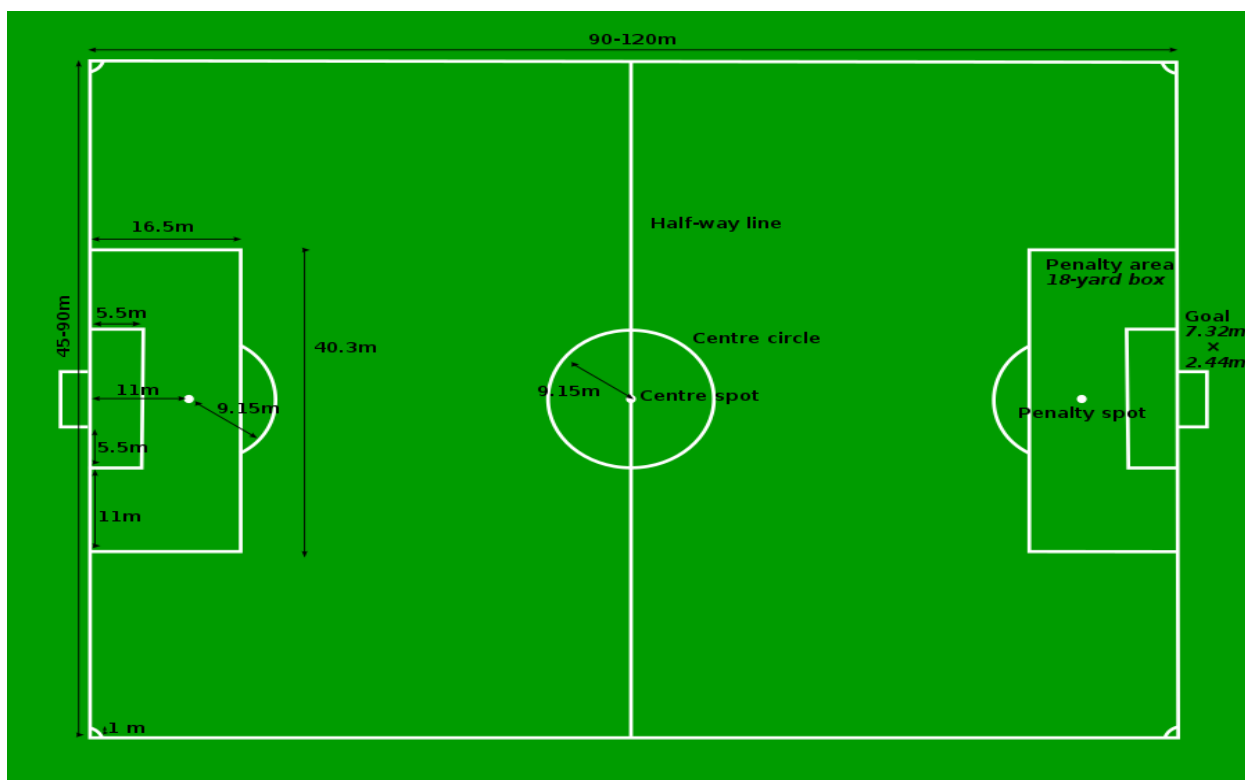 90-120m
16.5m
Half-way line
Penalty area
18-yard box
45-90m
5.5m
Goal
7.32m
×
2.44m
40.3m
Centre circle
11m
9.15m
9.15m
Centre spot
Penalty spot
5.5m
11m
1 m